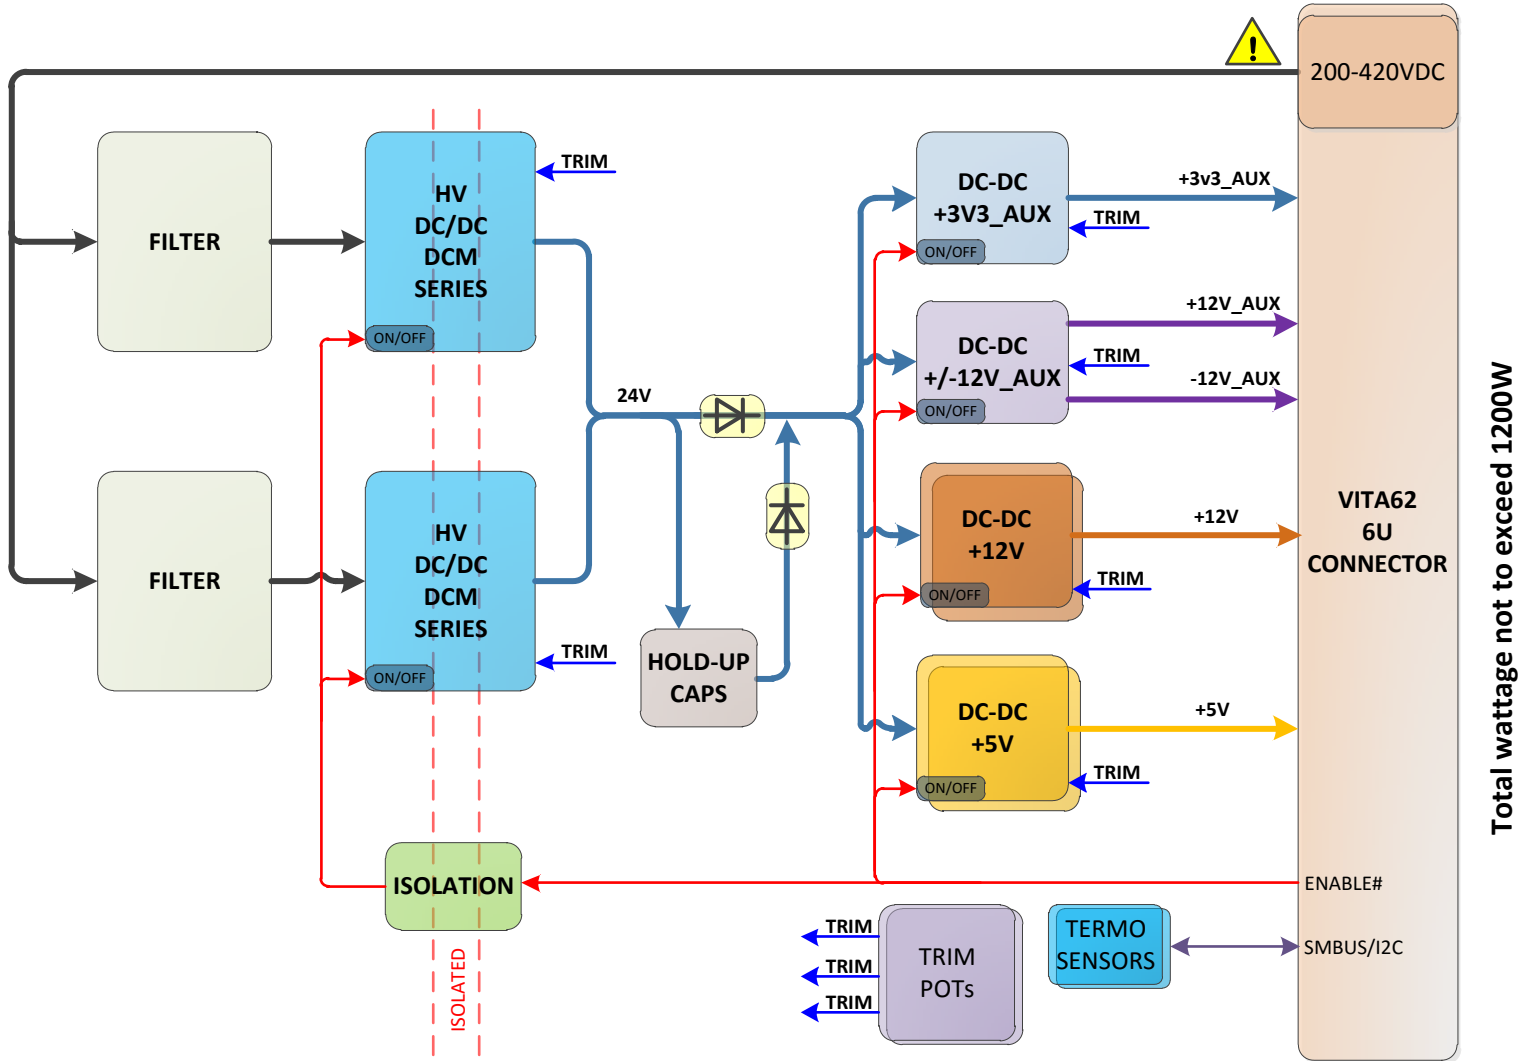 !
200-420VDC
FILTER
HV
DC/DC
DCM
SERIES
ON/OFF
TRIM
DC-DC
+3V3_AUX
ON/OFF
+3v3_AUX
TRIM
DC-DC
+/-12V_AUX
ON/OFF
+12V_AUX
TRIM
-12V_AUX
24V
FILTER
HV
DC/DC
DCM
SERIES
ON/OFF
TRIM
HOLD-UP
CAPS
DC-DC
+12V
ON/OFF
+12V
TRIM
DC-DC
+5V
ON/OFF
+5V
TRIM
VITA62
6U
CONNECTOR
Total wattage not to exceed 1200W
ISOLATION
ISOLATED
ENABLE#
TRIM
TRIM
TRIM
TRIM
POTs
TERMO
SENSORS
SMBUS/I2C